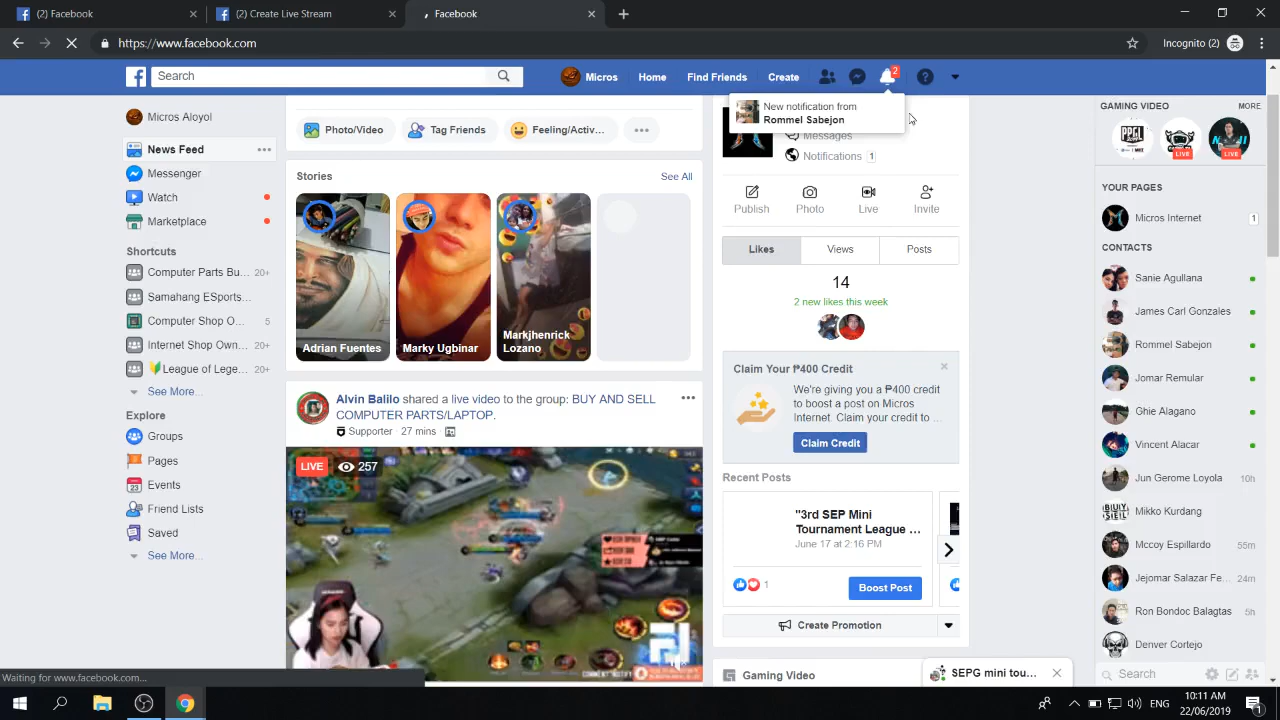 (2) Facebook
(2) Create Live Stream
Facebook
https://www.facebook.com
Incognito (2)
Search
Micros
Home
Find Friends
Create
2
New notification from
Rommel Sabejon
Micros Aloyol
News Feed
Messenger
Watch
Marketplace
Shortcuts
Computer Parts Bu... 20+
Samahang ESports...
Computer Shop O... 5
Internet Shop Own... 20+
League of Lege... 20+
See More...
Explore
Groups
Pages
Events
Friend Lists
Saved
See More...
Photo/Video
Tag Friends
Feeling/Activ...
Stories
See All
Adrian Fuentes
Marky Ugbinar
Markjhenrick
Lozano
Alvin Balilo shared a live video to the group: BUY AND SELL
COMPUTER PARTS/LAPTOP.
Supporter · 27 mins ·
LIVE 257
Messages
Notifications 1
Publish
Photo
Live
Invite
Likes
Views
Posts
14
2 new likes this week
Claim Your ₱400 Credit
We're giving you a ₱400 credit
to boost a post on Micros
Internet. Claim your credit to ...
Claim Credit
Recent Posts
"3rd SEP Mini
Tournament League ...
June 17 at 2:16 PM
1
Boost Post
Create Promotion
Gaming Video
SEPG mini tou...
GAMING VIDEO
MORE
LIVE
LIVE
YOUR PAGES
Micros Internet 1
CONTACTS
Sanie Agullana
James Carl Gonzales
Rommel Sabejon
Jomar Remular
Ghie Alagano
Vincent Alacar
Jun Gerome Loyola 10h
Mikko Kurdang
Mccoy Espillardo 55m
Jejomar Salazar Fe... 24m
Ron Bondoc Balagtas 5h
Denver Cortejo
Search
Waiting for www.facebook.com...
ENG
10:11 AM
22/06/2019
1